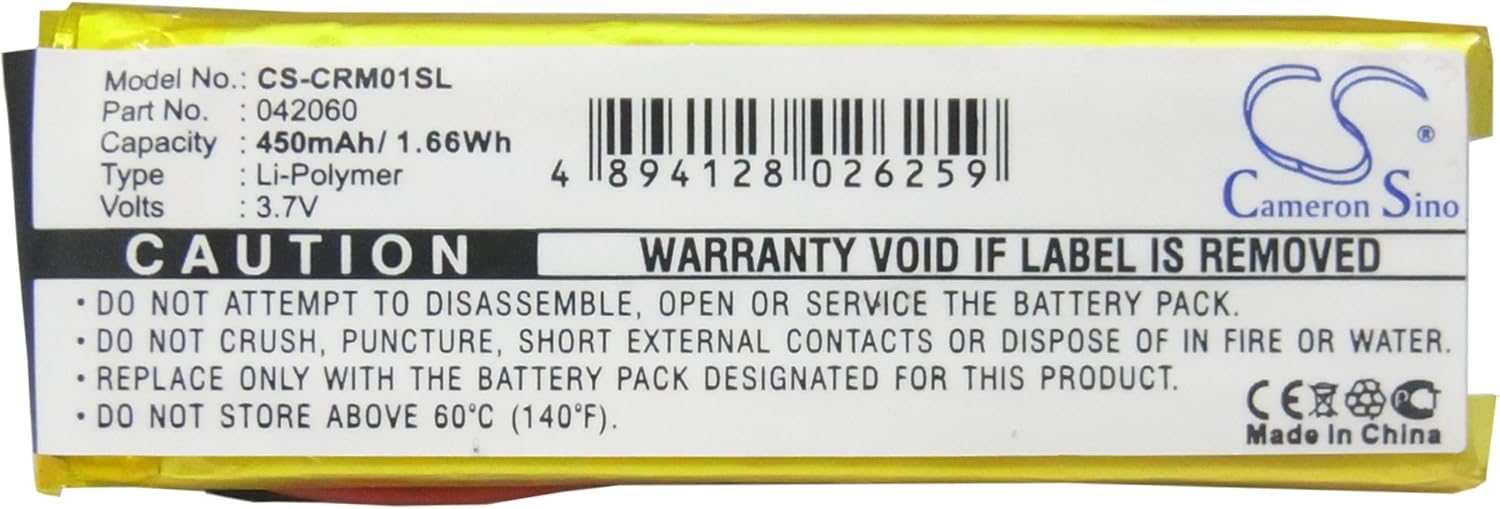 Model No.: CS-CRM01SL
Part No. : 042060
Capacity : 450mAh/ 1.66Wh
Type : Li-Polymer
Volts : 3.7V
4 894128 026259
CS ®
Cameron Sino
CAUTION
WARRANTY VOID IF LABEL IS REMOVED
• DO NOT ATTEMPT TO DISASSEMBLE, OPEN OR SERVICE THE BATTERY PACK.
• DO NOT CRUSH, PUNCTURE, SHORT EXTERNAL CONTACTS OR DISPOSE OF IN FIRE OR WATER.
• REPLACE ONLY WITH THE BATTERY PACK DESIGNATED FOR THIS PRODUCT.
• DO NOT STORE ABOVE 60°C (140°F).
CE
Made in China